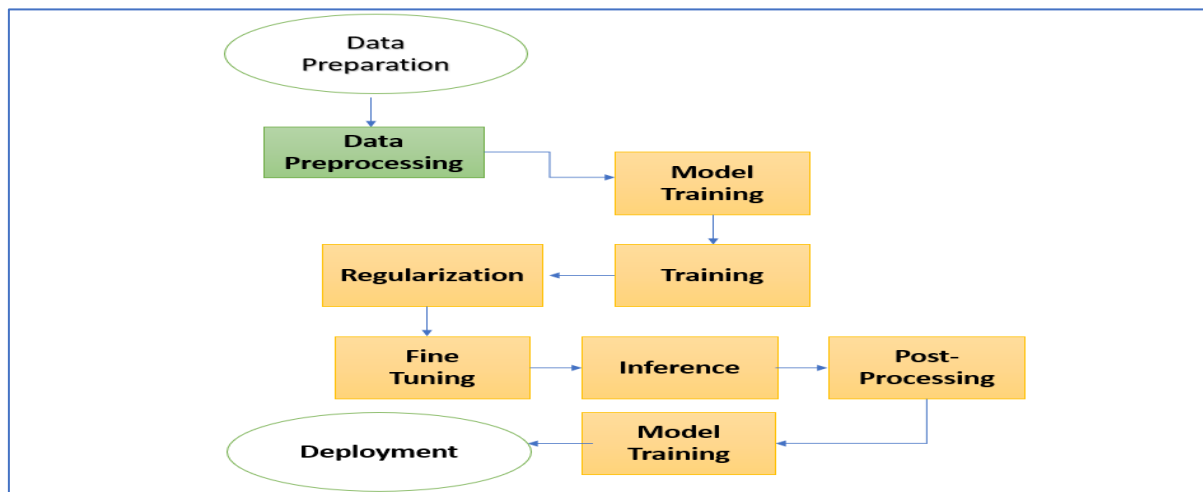 Data
Preparation
Data
Preprocessing
Model
Training
Training
Regularization
Fine
Tuning
Inference
Post-
Processing
Model
Training
Deployment